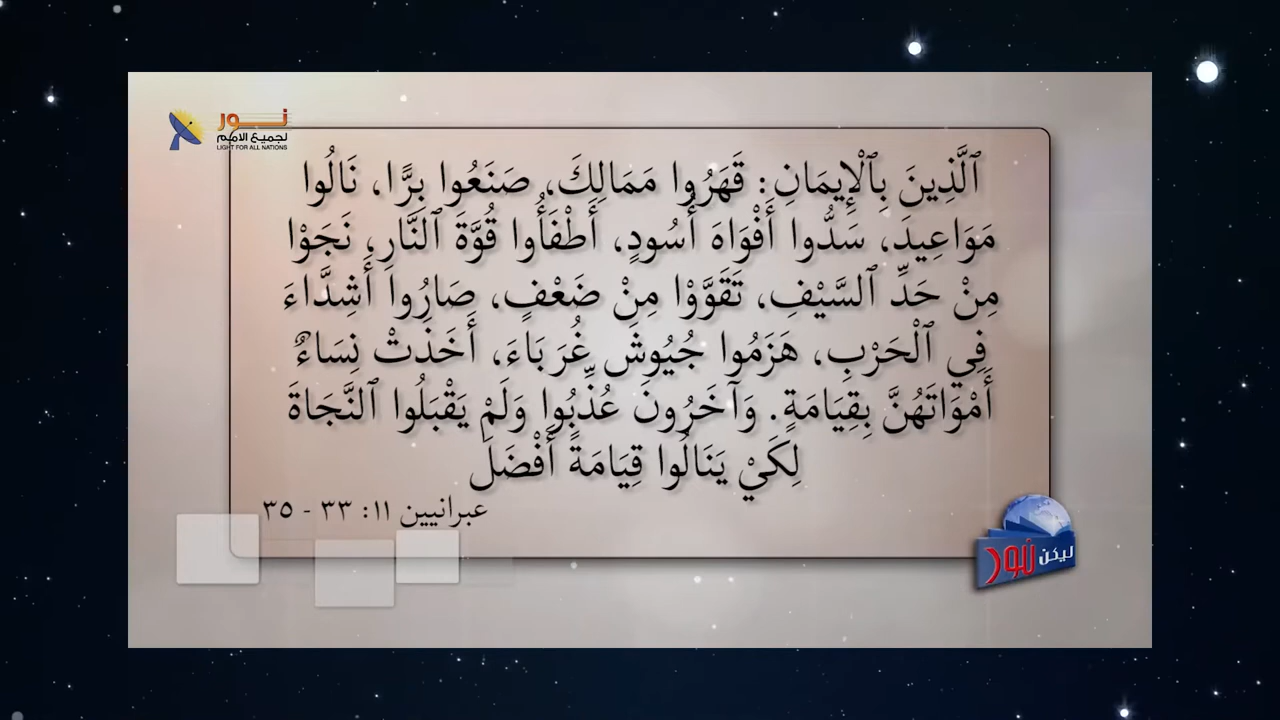 نور
لجميع الامم
LIGHT FOR ALL NATIONS
ٱلَّذِينَ بِٱلْإِيمَانِ: قَهَرُوا مَمَالِكَ، صَنَعُوا بِرًّا، نَالُوا
مَوَاعِيدَ، سَدُّوا أَفْوَاهَ أُسُودٍ، أَطْفَأُوا قُوَّةَ ٱلنَّارِ، نَجَوْا
مِنْ حَدِّ ٱلسَّيْفِ، تَقَوَّوْا مِنْ ضَعْفٍ، صَارُوا أَشِدَّاءَ
فِي ٱلْحَرْبِ، هَزَمُوا جُيُوشَ غُرَبَاءَ، أَخَذَتْ نِسَاءٌ
أَمْوَاتَهُنَّ بِقِيَامَةٍ. وَآخَرُونَ عُذِّبُوا وَلَمْ يَقْبَلُوا ٱلنَّجَاةَ
لِكَيْ يَنَالُوا قِيَامَةً أَفْضَلَ
عبرانيين ١١: ٣٣ - ٣٥
ليكن نور